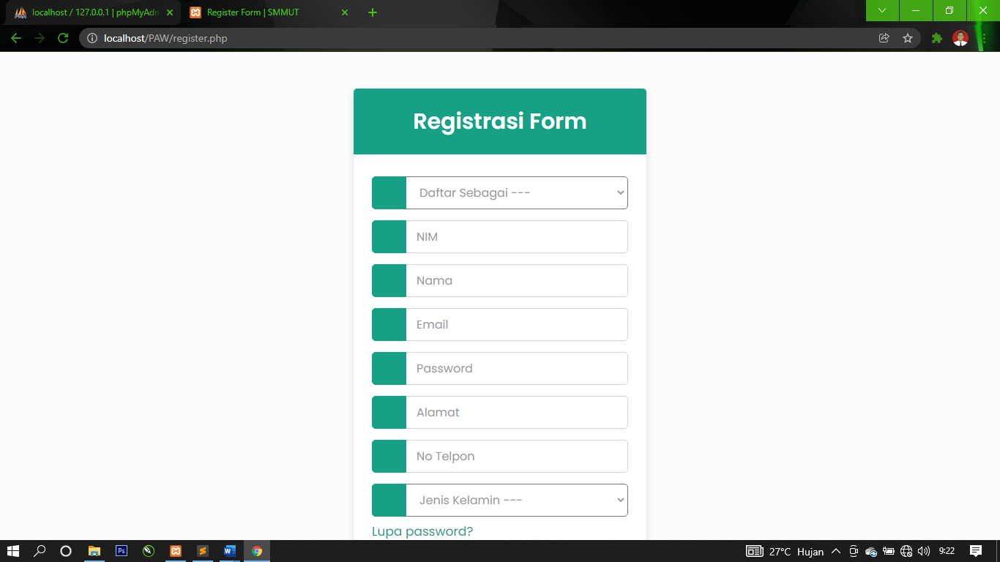 localhost / 127.0.0.1 | phpMyAdm
Register Form | SMMUT
localhost/PAW/register.php
Registrasi Form
Daftar Sebagai ---
NIM
Nama
Email
Password
Alamat
No Telpon
Jenis Kelamin ---
Lupa password?
27°C Hujan
9:22